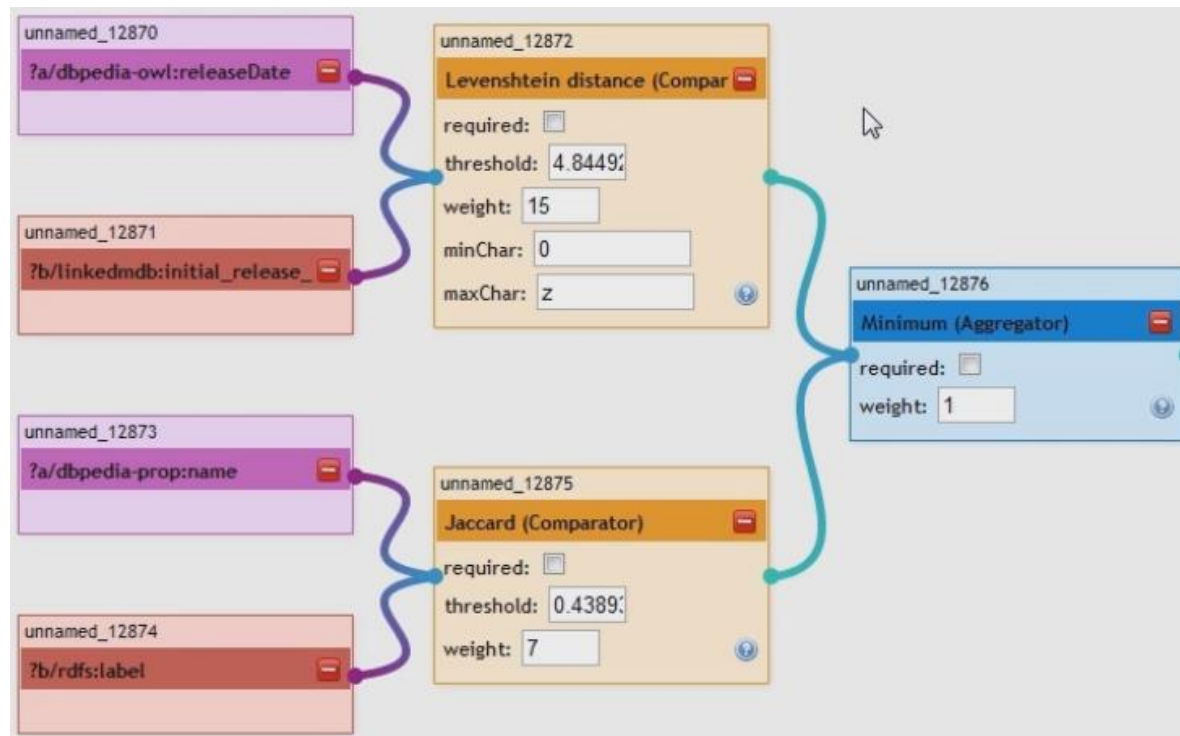 unnamed_12870
?a/dbpedia-owl:releaseDate
unnamed_12871
?b/linkedmdb:initial_release_
unnamed_12872
Levenshtein distance (Compar
required:
threshold: 4.84492
weight: 15
minChar: 0
maxChar: z
unnamed_12873
?a/dbpedia-prop:name
unnamed_12874
?b/rdfs:label
unnamed_12875
Jaccard (Comparator)
required:
threshold: 0.4389
weight: 7
unnamed_12876
Minimum (Aggregator)
required:
weight: 1